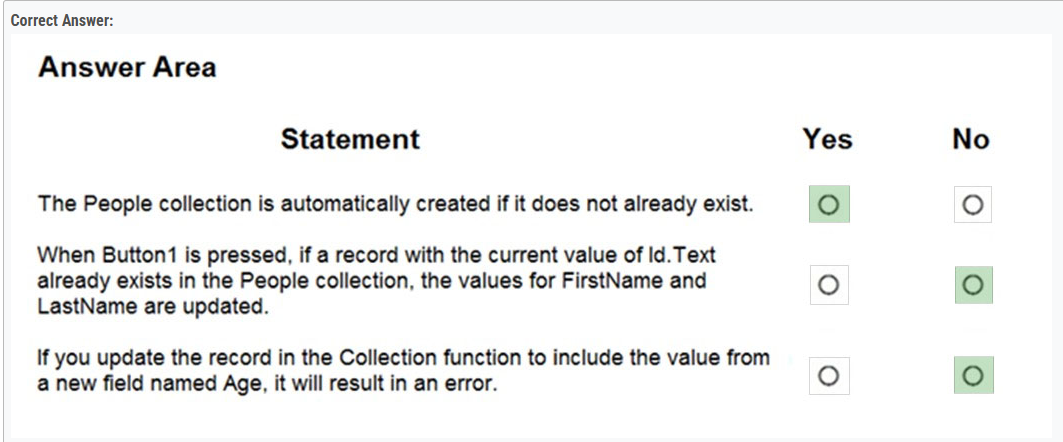 Correct Answer:
Answer Area
Statement Yes No
The People collection is automatically created if it does not already exist.
When Button1 is pressed, if a record with the current value of Id.Text
already exists in the People collection, the values for FirstName and
LastName are updated.
If you update the record in the Collection function to include the value from
a new field named Age, it will result in an error.